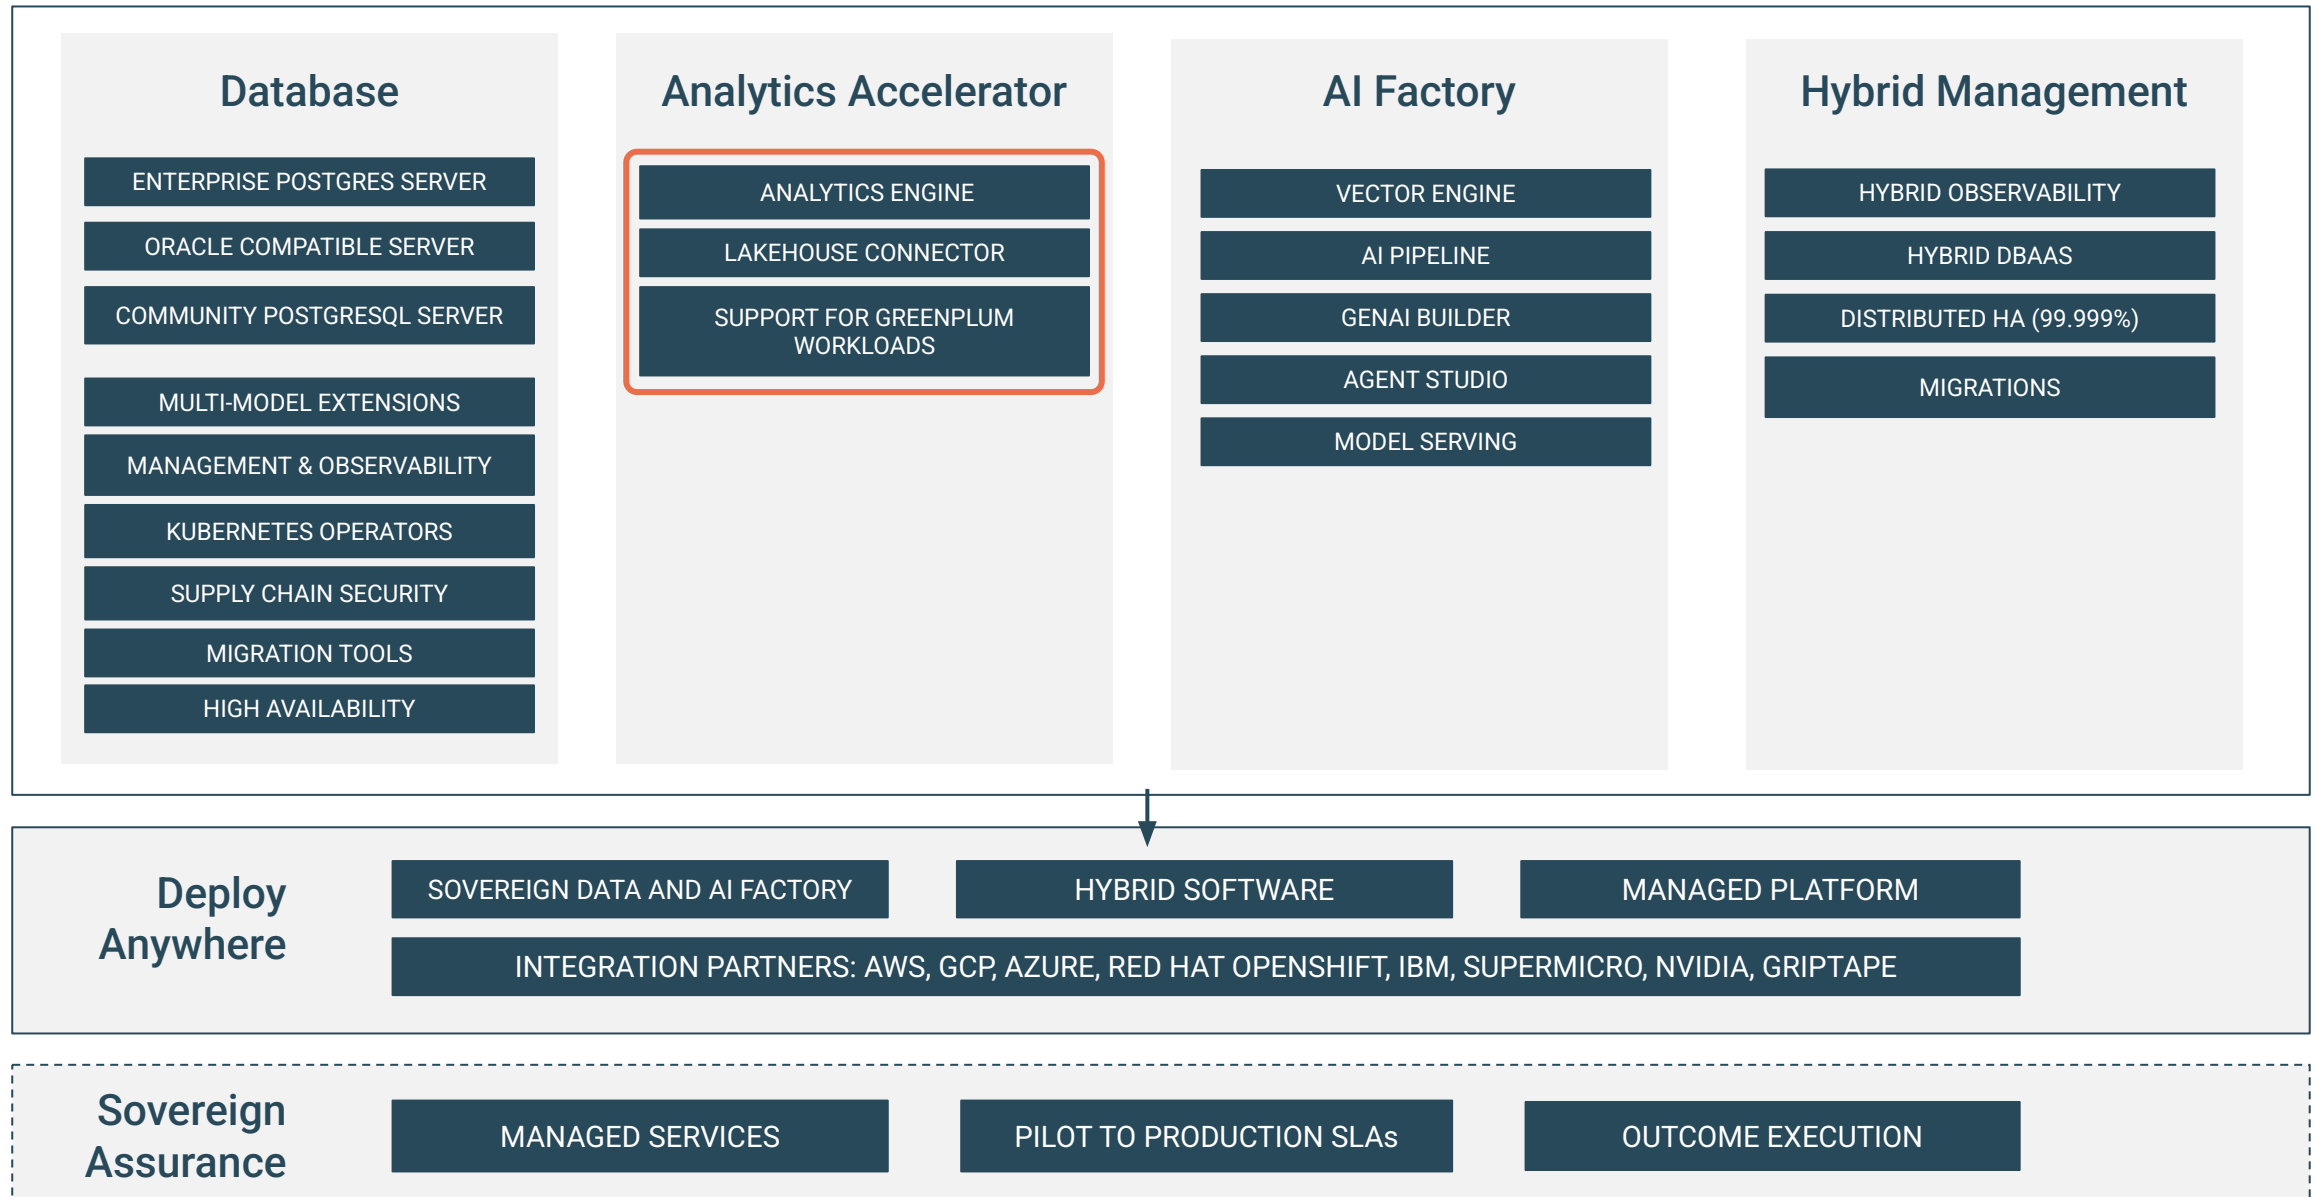 Database
ENTERPRISE POSTGRES SERVER
ORACLE COMPATIBLE SERVER
COMMUNITY POSTGRESQL SERVER
MULTI-MODEL EXTENSIONS
MANAGEMENT & OBSERVABILITY
KUBERNETES OPERATORS
SUPPLY CHAIN SECURITY
MIGRATION TOOLS
HIGH AVAILABILITY
Analytics Accelerator
ANALYTICS ENGINE
LAKEHOUSE CONNECTOR
SUPPORT FOR GREENPLUM
WORKLOADS
AI Factory
VECTOR ENGINE
AI PIPELINE
GENAI BUILDER
AGENT STUDIO
MODEL SERVING
Hybrid Management
HYBRID OBSERVABILITY
HYBRID DBAAS
DISTRIBUTED HA (99.999%)
MIGRATIONS
Deploy
Anywhere
SOVEREIGN DATA AND AI FACTORY
HYBRID SOFTWARE
MANAGED PLATFORM
INTEGRATION PARTNERS: AWS, GCP, AZURE, RED HAT OPENSHIFT, IBM, SUPERMICRO, NVIDIA, GRIPTAPE
Sovereign
Assurance
MANAGED SERVICES
PILOT TO PRODUCTION SLAs
OUTCOME EXECUTION